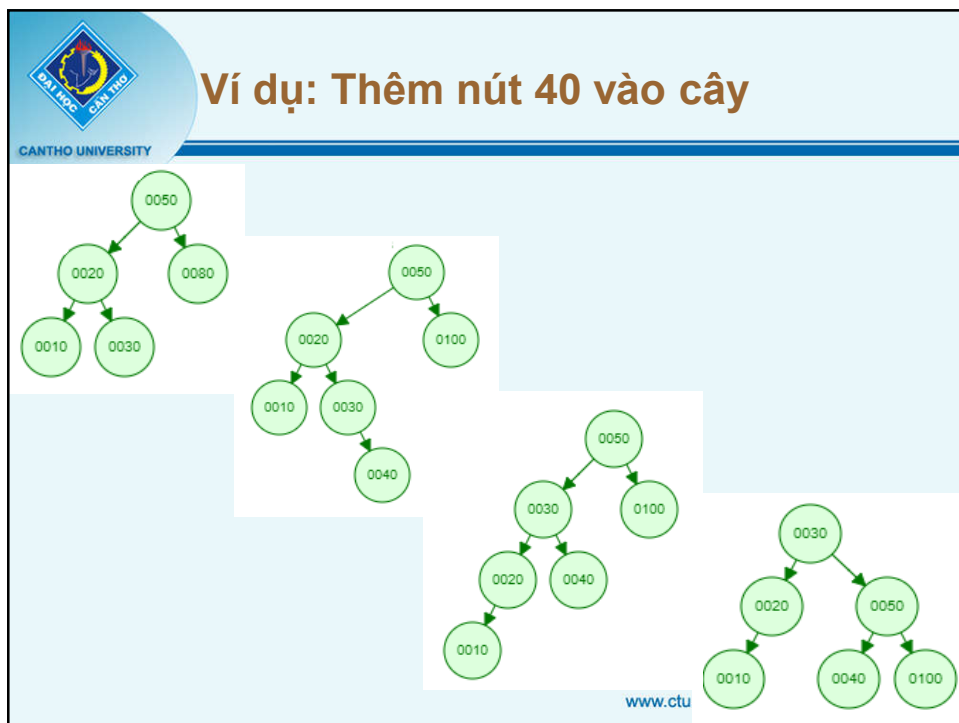 ĐẠI HỌC CẦN THƠ
CANTHO UNIVERSITY
Ví dụ: Thêm nút 40 vào cây
0050
0020 0080
0010 0030
0050
0020 0100
0010 0030
0040
0050
0030 0100
0020 0040
0010
0030
0020 0050
0010 0040 0100
www.ctu